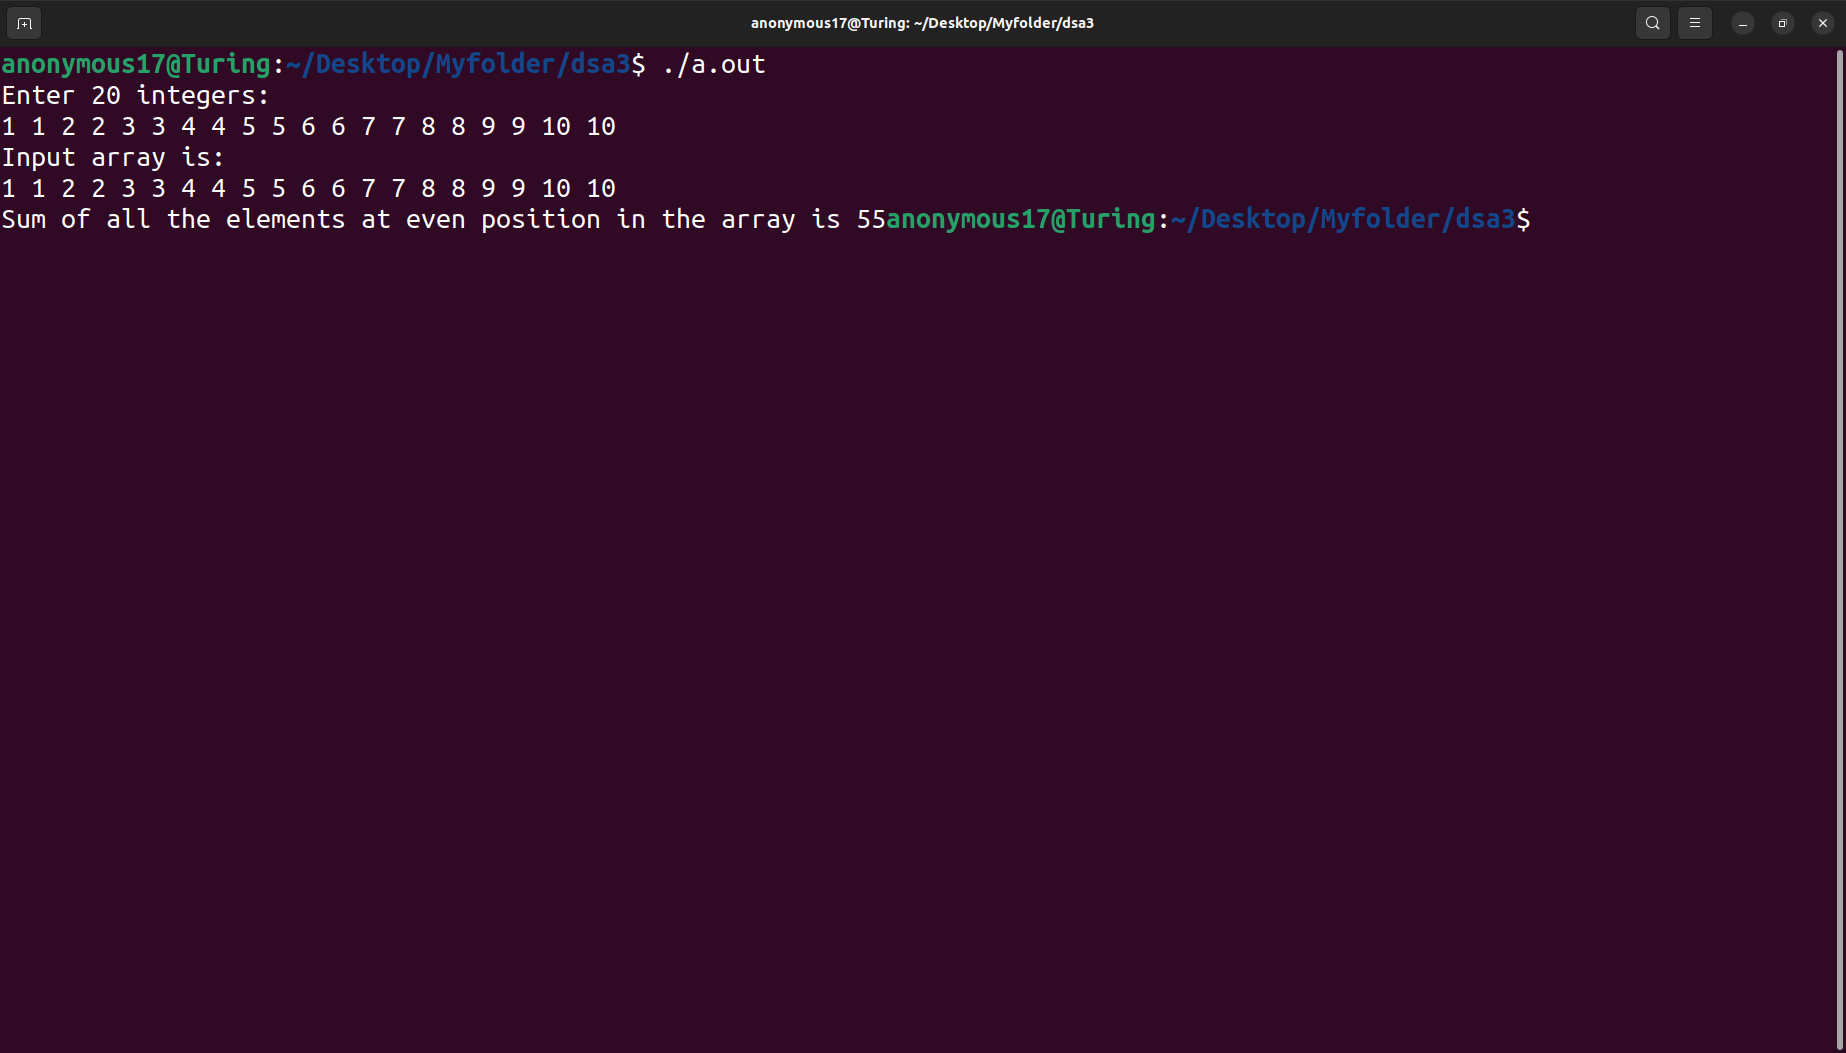 anonymous17@Turing: ~/Desktop/Myfolder/dsa3
anonymous17@Turing:~/Desktop/Myfolder/dsa3$ ./a.out
Enter 20 integers:
1 1 2 2 3 3 4 4 5 5 6 6 7 7 8 8 9 9 10 10
Input array is:
1 1 2 2 3 3 4 4 5 5 6 6 7 7 8 8 9 9 10 10
Sum of all the elements at even position in the array is 55anonymous17@Turing:~/Desktop/Myfolder/dsa3$